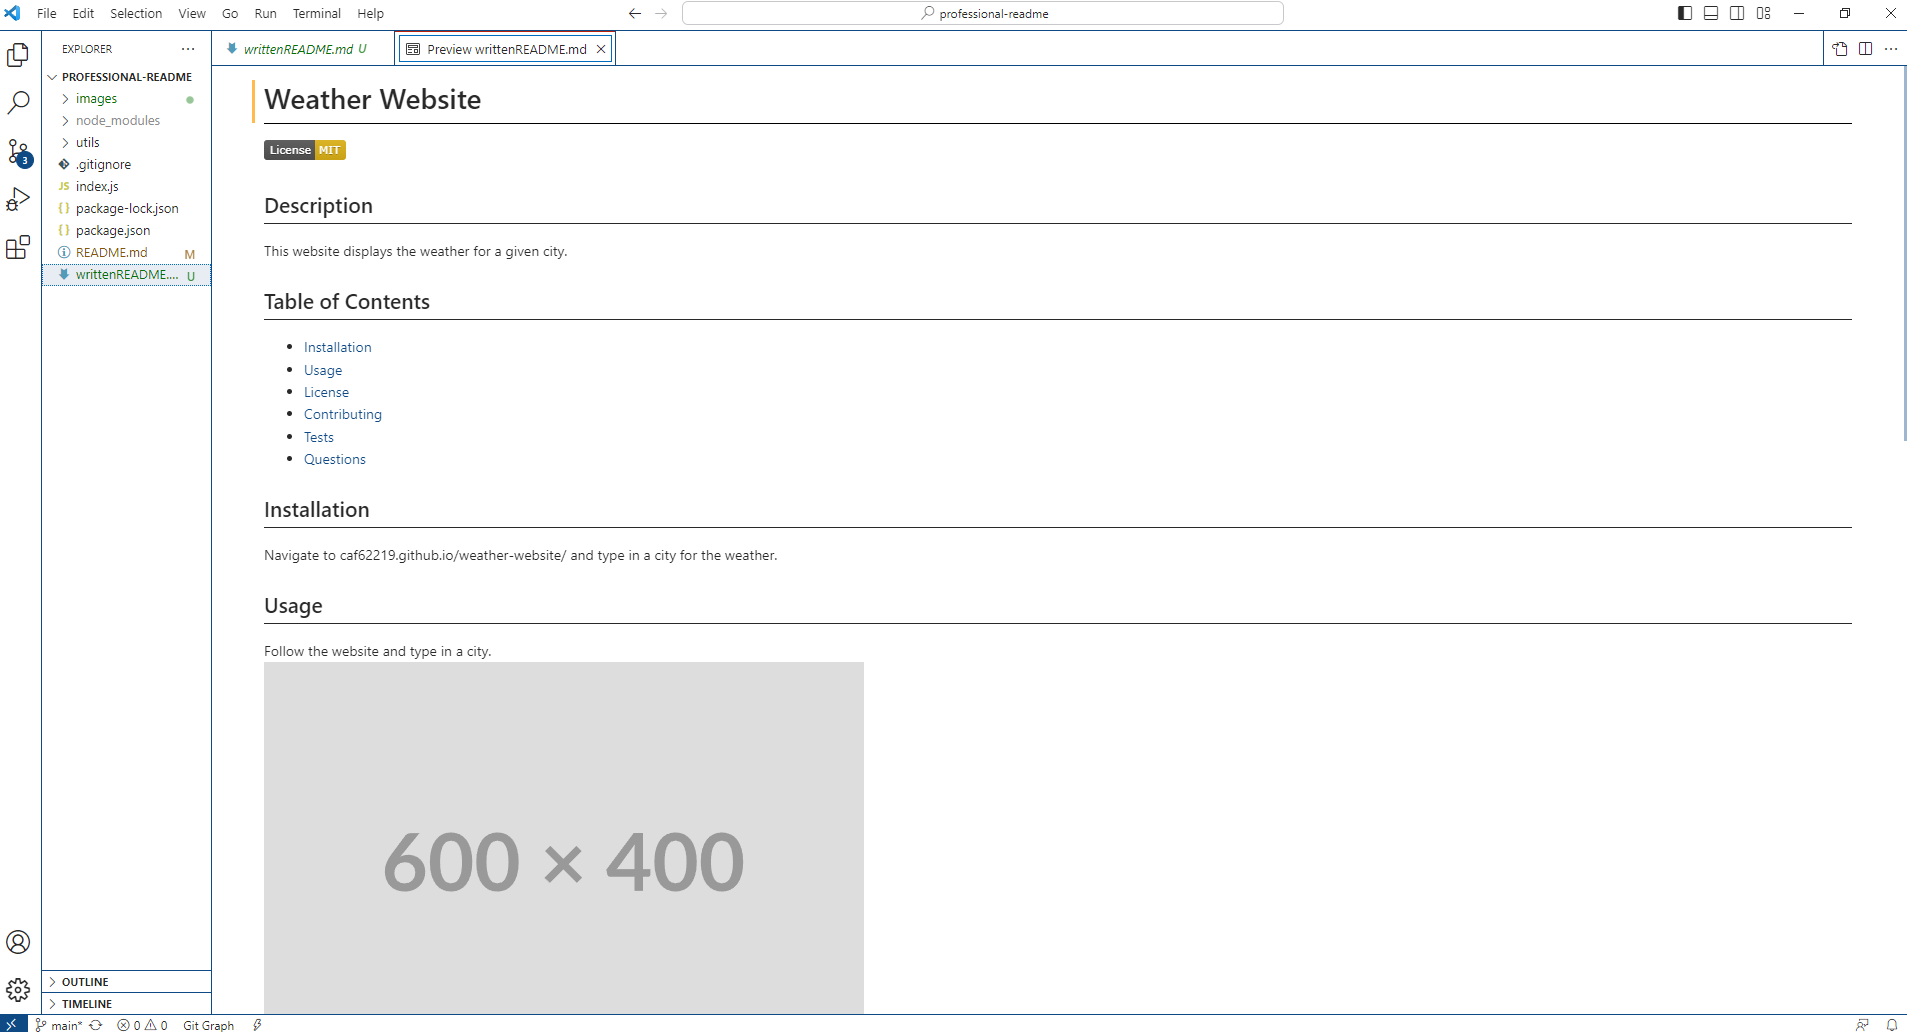 File Edit Selection View Go Run Terminal Help
professional-readme
EXPLORER
writtenREADME.md U
Preview writtenREADME.md
PROFESSIONAL-README
images
node_modules
utils
.gitignore
JS index.js
{} package-lock.json
{} package.json
README.md M
writtenREADME.... U
3
OUTLINE
TIMELINE
Weather Website
License MIT
Description
This website displays the weather for a given city.
Table of Contents
Installation
Usage
License
Contributing
Tests
Questions
Installation
Navigate to caf62219.github.io/weather-website/ and type in a city for the weather.
Usage
Follow the website and type in a city.
600 × 400
main* 0 0 Git Graph